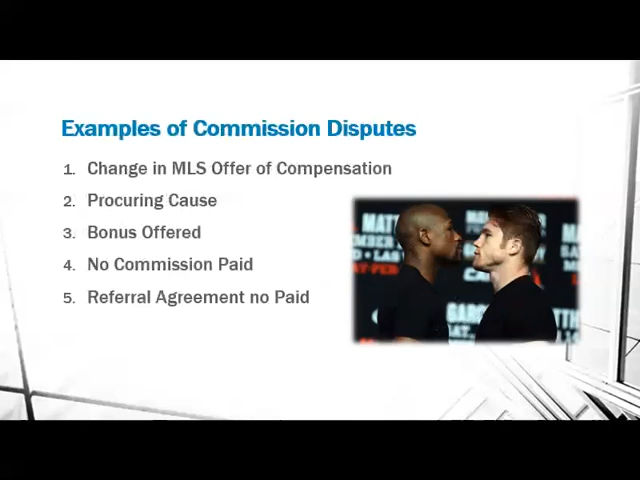 Examples of Commission Disputes
1. Change in MLS Offer of Compensation
2. Procuring Cause
3. Bonus Offered
4. No Commission Paid
5. Referral Agreement no Paid